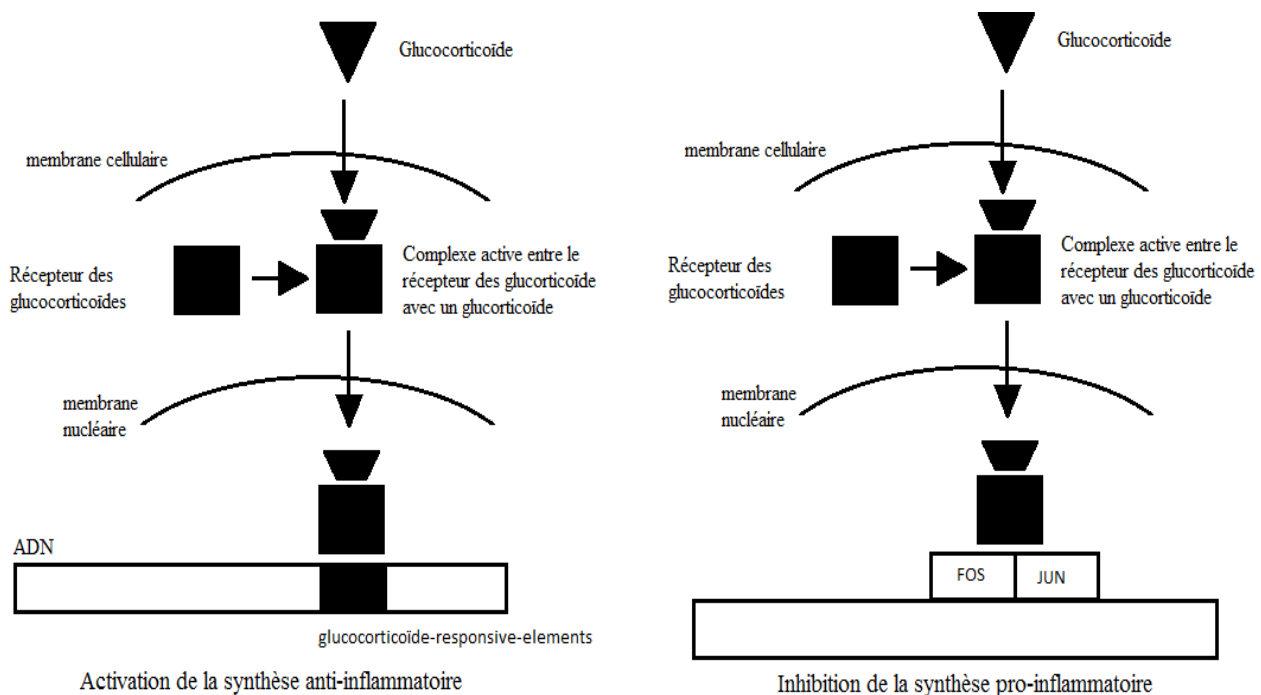 Glucocorticoïde
membrane cellulaire
Récepteur des
glucocorticoïdes
Complexe active entre le
récepteur des glucorticoïde
avec un glucorticoïde
membrane
nucléaire
ADN
glucocorticoïde-responsive-elements
Activation de la synthèse anti-inflammatoire
Glucocorticoïde
membrane cellulaire
Récepteur des
glucocorticoïdes
Complexe active entre le
récepteur des glucorticoïde
avec un glucorticoïde
membrane
nucléaire
FOS
JUN
Inhibition de la synthèse pro-inflammatoire